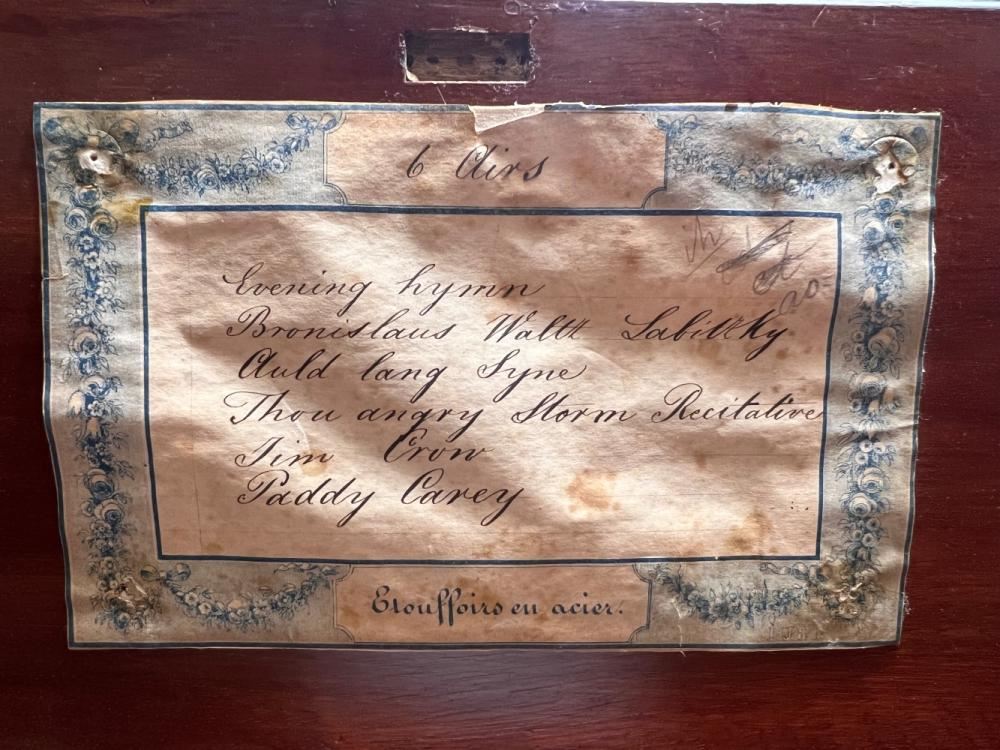 6 Airs
Evening hymn
Bronislaus Waltz Labitzky
Auld lang Syne
Thou angry Storm Recitative
Jim Crow
Paddy Carey
Etouffoirs en acier.